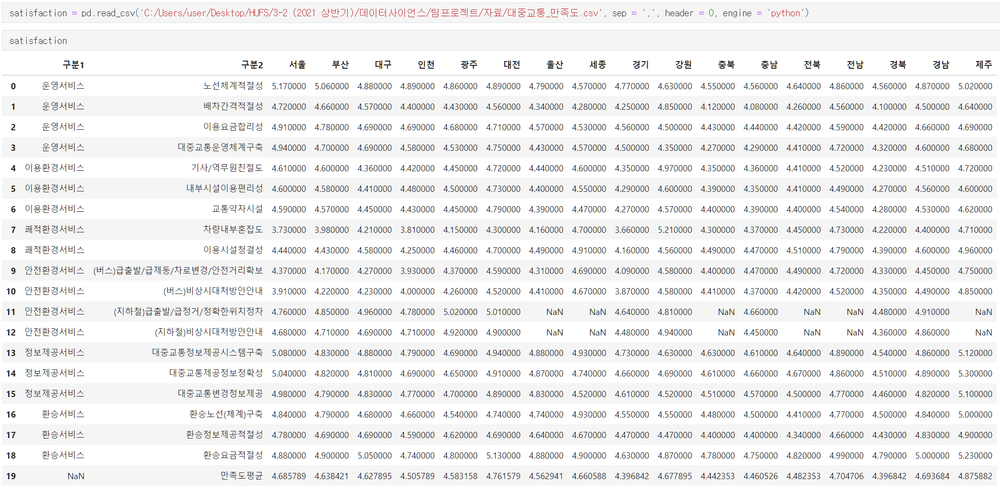 satisfaction = pd.read_csv('C:/Users/user/Desktop/HUFS/3-2 (2021 상반기)/데이터사이언스/팀프로젝트/자료/대중교통_만족도.csv', sep = ',', header = 0, engine = 'python')
satisfaction
구분1 구분2 서울 부산 대구 인천 광주 대전 울산 세종 경기 강원 충북 충남 전북 전남 경북 경남 제주
0 운영서비스 노선체계적절성 5.170000 5.060000 4.880000 4.890000 4.860000 4.890000 4.790000 4.570000 4.770000 4.630000 4.550000 4.560000 4.640000 4.860000 4.560000 4.870000 5.020000
1 운영서비스 배차간격적절성 4.720000 4.660000 4.570000 4.400000 4.430000 4.560000 4.340000 4.280000 4.250000 4.850000 4.120000 4.080000 4.260000 4.560000 4.100000 4.500000 4.640000
2 운영서비스 이용요금합리성 4.910000 4.780000 4.690000 4.690000 4.680000 4.710000 4.570000 4.530000 4.560000 4.500000 4.430000 4.440000 4.420000 4.590000 4.420000 4.660000 4.690000
3 운영서비스 대중교통운영체계구축 4.940000 4.700000 4.690000 4.580000 4.530000 4.750000 4.430000 4.570000 4.500000 4.350000 4.270000 4.290000 4.410000 4.720000 4.320000 4.600000 4.680000
4 이용환경서비스 기사/역무원친절도 4.610000 4.600000 4.360000 4.420000 4.450000 4.720000 4.440000 4.600000 4.350000 4.970000 4.350000 4.360000 4.410000 4.520000 4.230000 4.510000 4.720000
5 이용환경서비스 내부시설이용편리성 4.600000 4.580000 4.410000 4.480000 4.500000 4.730000 4.400000 4.550000 4.290000 4.600000 4.390000 4.350000 4.410000 4.490000 4.270000 4.560000 4.600000
6 이용환경서비스 교통약자시설 4.590000 4.570000 4.450000 4.430000 4.450000 4.790000 4.390000 4.470000 4.270000 4.570000 4.400000 4.390000 4.400000 4.540000 4.280000 4.530000 4.620000
7 쾌적환경서비스 차량내부혼잡도 3.730000 3.980000 4.210000 3.810000 4.150000 4.300000 4.160000 4.700000 3.660000 5.210000 4.300000 4.370000 4.450000 4.730000 4.220000 4.400000 4.710000
8 쾌적환경서비스 이용시설청결성 4.440000 4.430000 4.580000 4.250000 4.460000 4.700000 4.490000 4.910000 4.160000 4.560000 4.490000 4.470000 4.510000 4.790000 4.390000 4.600000 4.960000
9 안전환경서비스 (버스)급출발/급제동/차로변경/안전거리확보 4.370000 4.170000 4.270000 3.930000 4.370000 4.590000 4.310000 4.690000 4.090000 4.580000 4.400000 4.470000 4.490000 4.720000 4.330000 4.450000 4.750000
10 안전환경서비스 (버스)비상시대처방안안내 3.910000 4.220000 4.230000 4.000000 4.260000 4.520000 4.410000 4.670000 3.870000 4.580000 4.410000 4.370000 4.420000 4.520000 4.350000 4.490000 4.850000
11 안전환경서비스 (지하철)급출발/급정거/정확한위치정차 4.760000 4.850000 4.960000 4.780000 5.020000 5.010000 NaN NaN 4.640000 4.810000 NaN 4.660000 NaN NaN 4.480000 4.910000 NaN
12 안전환경서비스 (지하철)비상시대처방안안내 4.680000 4.710000 4.690000 4.710000 4.920000 4.900000 NaN NaN 4.480000 4.940000 NaN 4.450000 NaN NaN 4.360000 4.860000 NaN
13 정보제공서비스 대중교통정보제공시스템구축 5.080000 4.830000 4.880000 4.790000 4.690000 4.940000 4.880000 4.930000 4.730000 4.630000 4.630000 4.610000 4.640000 4.890000 4.540000 4.860000 5.120000
14 정보제공서비스 대중교통제공정보정확성 5.040000 4.820000 4.810000 4.690000 4.650000 4.910000 4.870000 4.740000 4.660000 4.690000 4.610000 4.660000 4.670000 4.860000 4.510000 4.890000 5.300000
15 정보제공서비스 대중교통변경정보제공 4.980000 4.790000 4.830000 4.770000 4.700000 4.890000 4.830000 4.520000 4.610000 4.520000 4.510000 4.570000 4.500000 4.770000 4.460000 4.820000 5.100000
16 환승서비스 환승노선(체계)구축 4.840000 4.790000 4.680000 4.660000 4.540000 4.740000 4.740000 4.930000 4.550000 4.550000 4.480000 4.500000 4.410000 4.770000 4.500000 4.840000 5.000000
17 환승서비스 환승정보제공적절성 4.780000 4.690000 4.690000 4.590000 4.620000 4.690000 4.640000 4.670000 4.470000 4.470000 4.400000 4.400000 4.340000 4.660000 4.430000 4.830000 4.900000
18 환승서비스 환승요금적절성 4.880000 4.900000 5.050000 4.740000 4.800000 5.130000 4.880000 4.900000 4.630000 4.870000 4.780000 4.750000 4.820000 4.990000 4.790000 5.000000 5.230000
19 NaN 만족도평균 4.685789 4.638421 4.627895 4.505789 4.583158 4.761579 4.562941 4.660588 4.396842 4.677895 4.442353 4.460526 4.482353 4.704706 4.396842 4.693684 4.875882